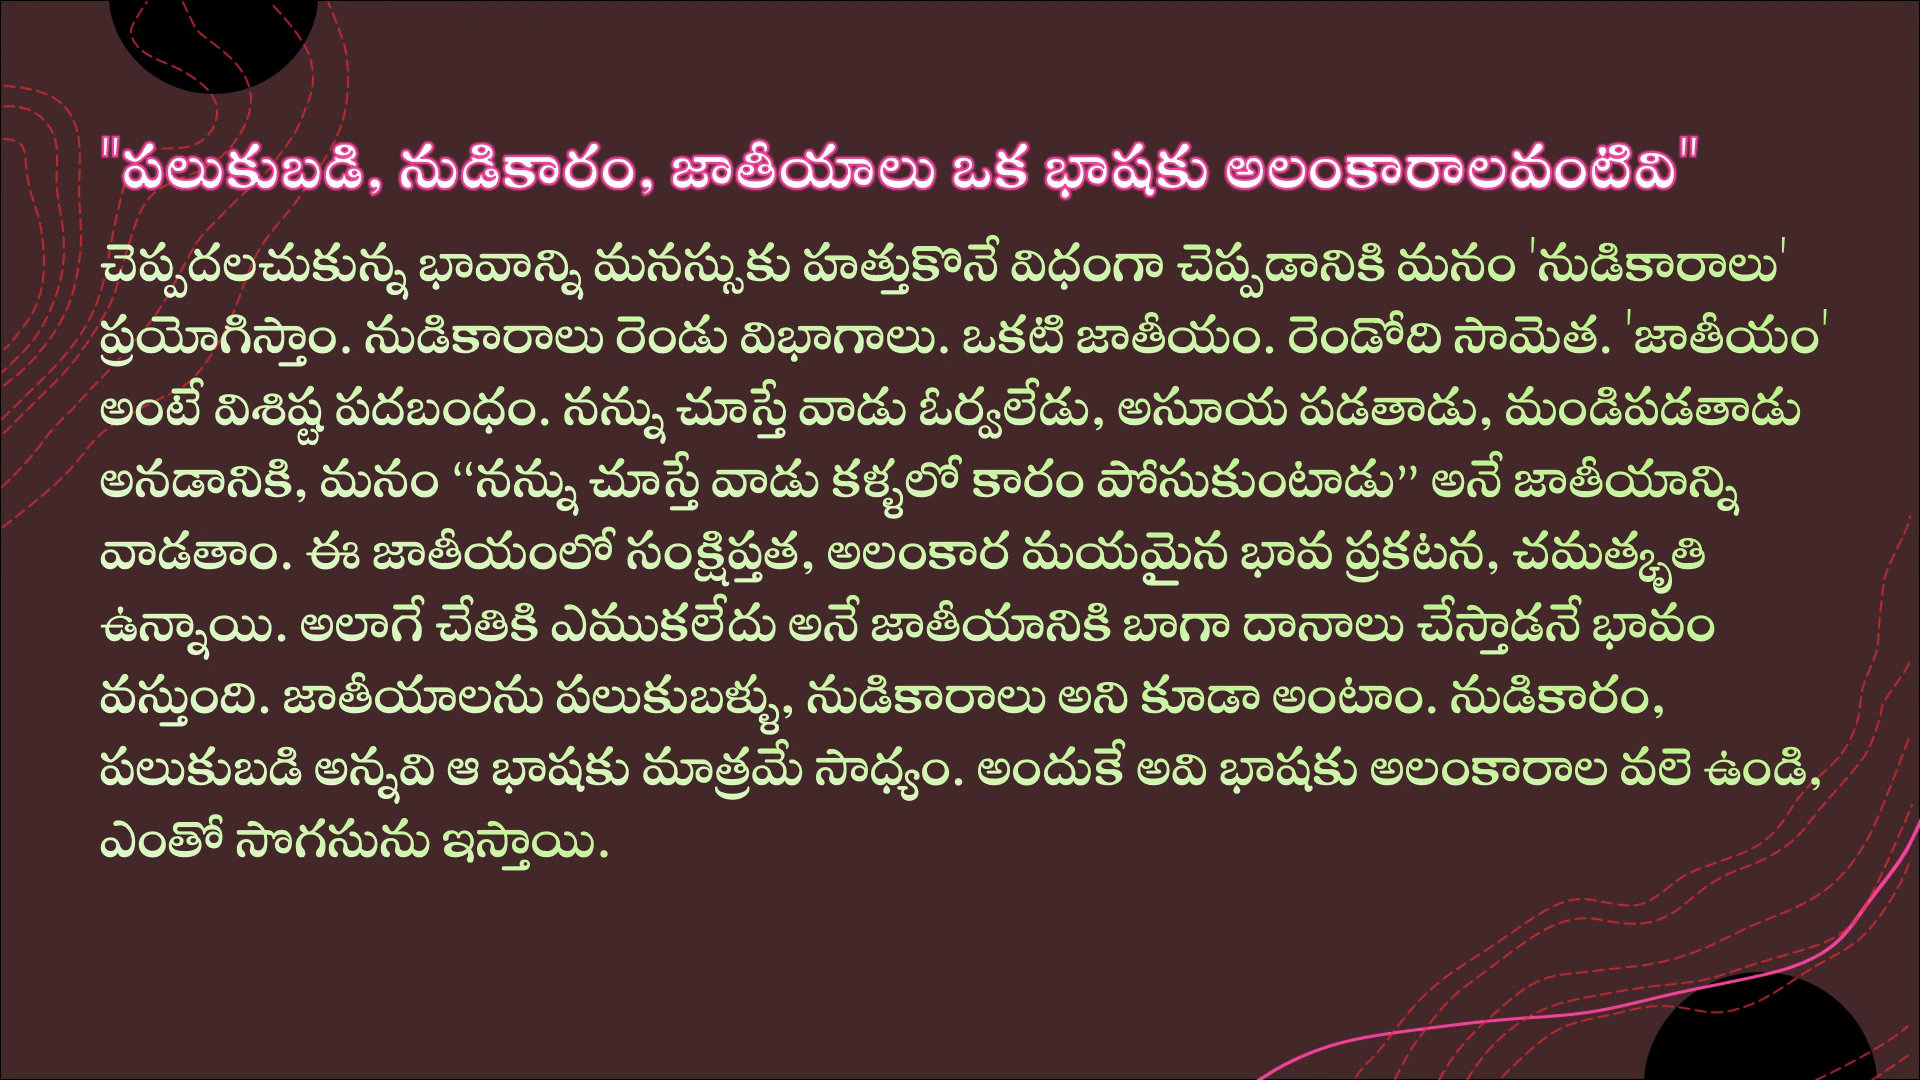 "పలుకుబడి, నుడికారం, జాతీయాలు ఒక భాషకు అలంకారాలవంటివి"
చెప్పదలచుకున్న భావాన్ని మనస్సుకు హత్తుకొనే విధంగా చెప్పడానికి మనం 'నుడికారాలు'
ప్రయోగిస్తాం. నుడికారాలు రెండు విభాగాలు. ఒకటి జాతీయం. రెండోది సామెత. 'జాతీయం'
అంటే విశిష్ట పదబంధం. నన్ను చూస్తే వాడు ఓర్వలేడు, అసూయ పడతాడు, మండిపడతాడు
అనడానికి, మనం “నన్ను చూస్తే వాడు కళ్ళలో కారం పోసుకుంటాడు” అనే జాతీయాన్ని
వాడతాం. ఈ జాతీయంలో సంక్షిప్తత, అలంకార మయమైన భావ ప్రకటన, చమత్కృతి
ఉన్నాయి. అలాగే చేతికి ఎముకలేదు అనే జాతీయానికి బాగా దానాలు చేస్తాడనే భావం
వస్తుంది. జాతీయాలను పలుకుబళ్ళు, నుడికారాలు అని కూడా అంటాం. నుడికారం,
పలుకుబడి అన్నవి ఆ భాషకు మాత్రమే సాధ్యం. అందుకే అవి భాషకు అలంకారాల వలె ఉండి,
ఎంతో సొగసును ఇస్తాయి.